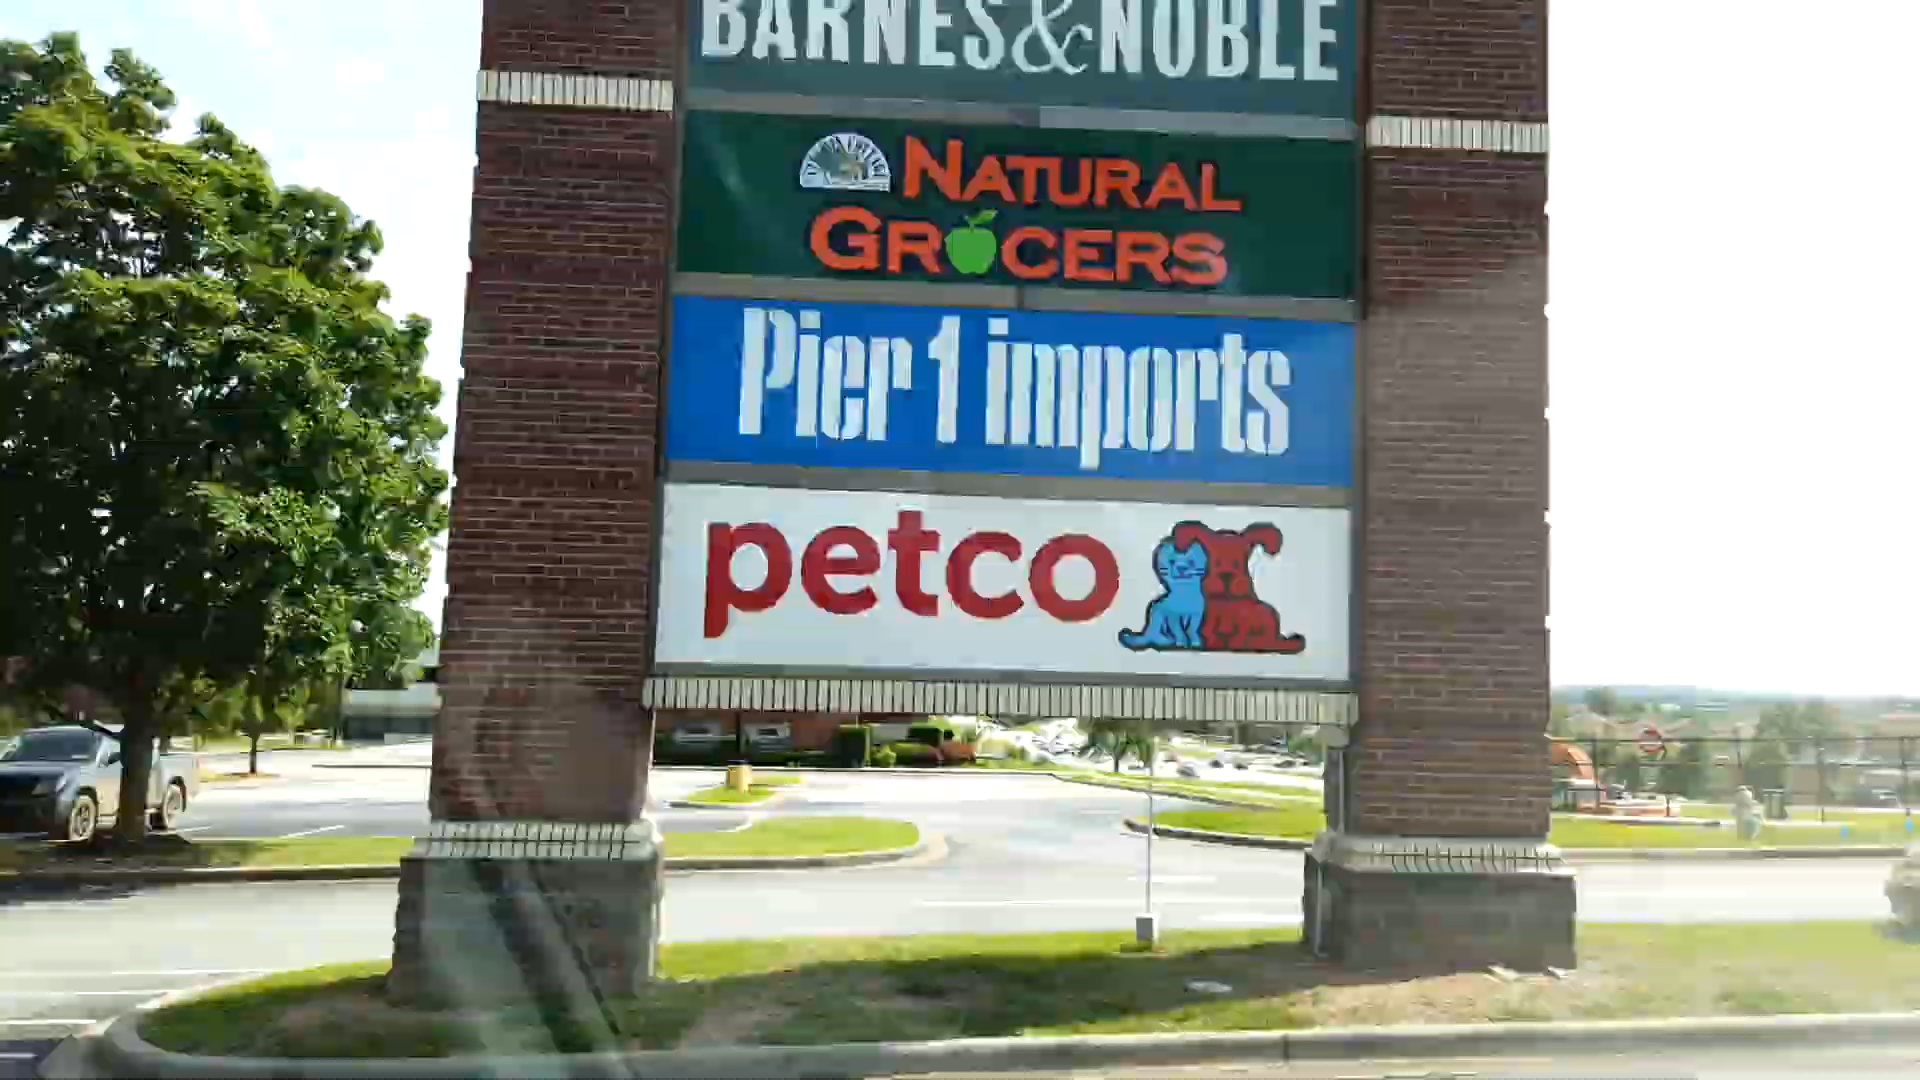 BARNES&NOBLE
NATURAL
GROCERS
Pier 1 imports
petco